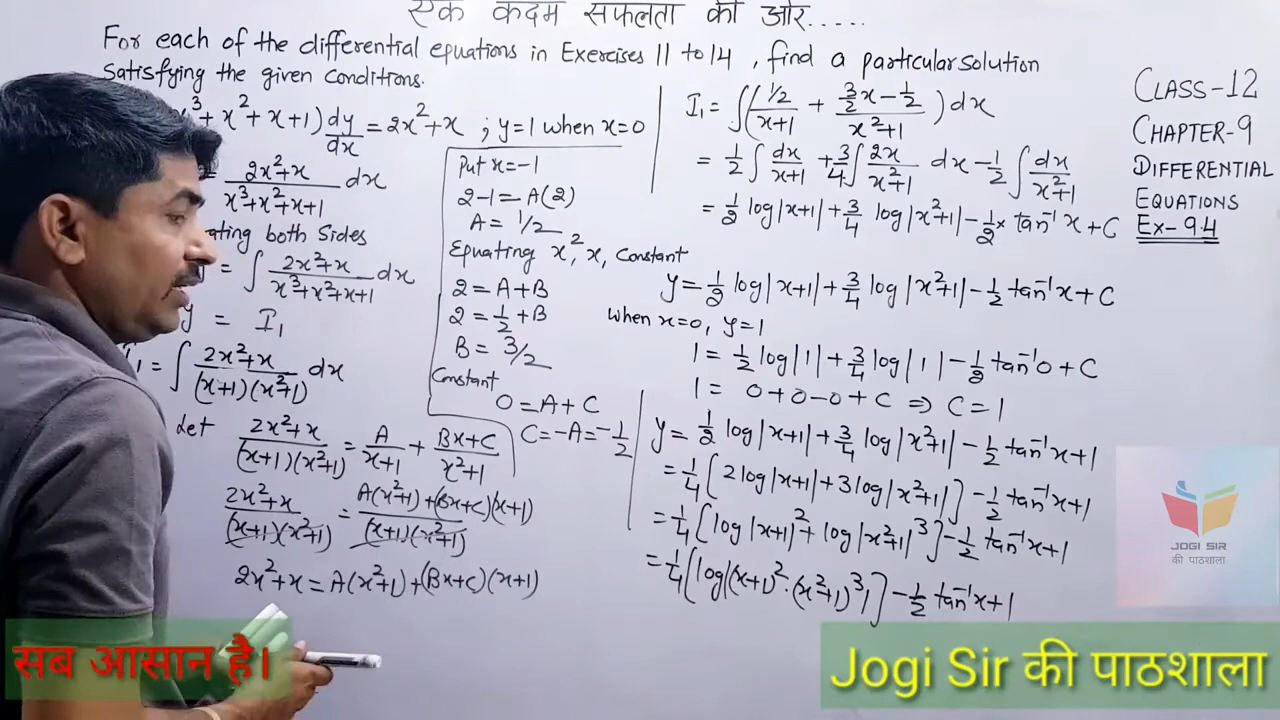 एक कदम सफलता की ओर.....
For each of the differential equations in Exercises 11 to 14, find a particular solution
Satisfying the given conditions.
x³+x²+x+1)dy/dx = 2x²+x ; y=1 when x=0
= (2x²+x)/(x³+x²+x+1) dx
ating both Sides
= ∫ (2x²+x)/(x³+x²+x+1) dx
y = I₁
I₁ = ∫ (2x²+x)/((x+1)(x²+1)) dx
Let (2x²+x)/((x+1)(x²+1)) = A/(x+1) + (Bx+C)/(x²+1)
(2x²+x)/((x+1)(x²+1)) = (A(x²+1)+(Bx+C)(x+1))/((x+1)(x²+1))
2x²+x = A(x²+1)+(Bx+C)(x+1)
Put x=-1
2-1=A(2)
A=1/2
Equating x², x, Constant
2=A+B
2=1/2+B
B=3/2
Constant
0=A+C
C=-A=-1/2
I₁ = ∫(1/2/(x+1) + (3/2x-1/2)/(x²+1))dx
= 1/2 ∫ dx/(x+1) + 3/4 ∫ 2x/(x²+1) dx - 1/2 ∫ dx/(x²+1)
= 1/2 log|x+1| + 3/4 log|x²+1| - 1/2 × tan⁻¹x + C
y = 1/2 log|x+1| + 3/4 log|x²+1| - 1/2 tan⁻¹x + C
when x=0, y=1
1 = 1/2 log|1| + 3/4 log|1| - 1/2 tan⁻¹0 + C
1 = 0+0-0+C ⇒ C=1
y = 1/2 log|x+1| + 3/4 log|x²+1| - 1/2 tan⁻¹x+1
= 1/4 [2log|x+1|+3log|x²+1|] - 1/2 tan⁻¹x+1
= 1/4 [log|x+1|²+log|x²+1|³] - 1/2 tan⁻¹x+1
= 1/4 [log|(x+1)²·(x²+1)³|] - 1/2 tan⁻¹x+1
CLASS-12
CHAPTER-9
DIFFERENTIAL
EQUATIONS
Ex-9.4
JOGI SIR
की पाठशाला
सब आसान है।
Jogi Sir की पाठशाला